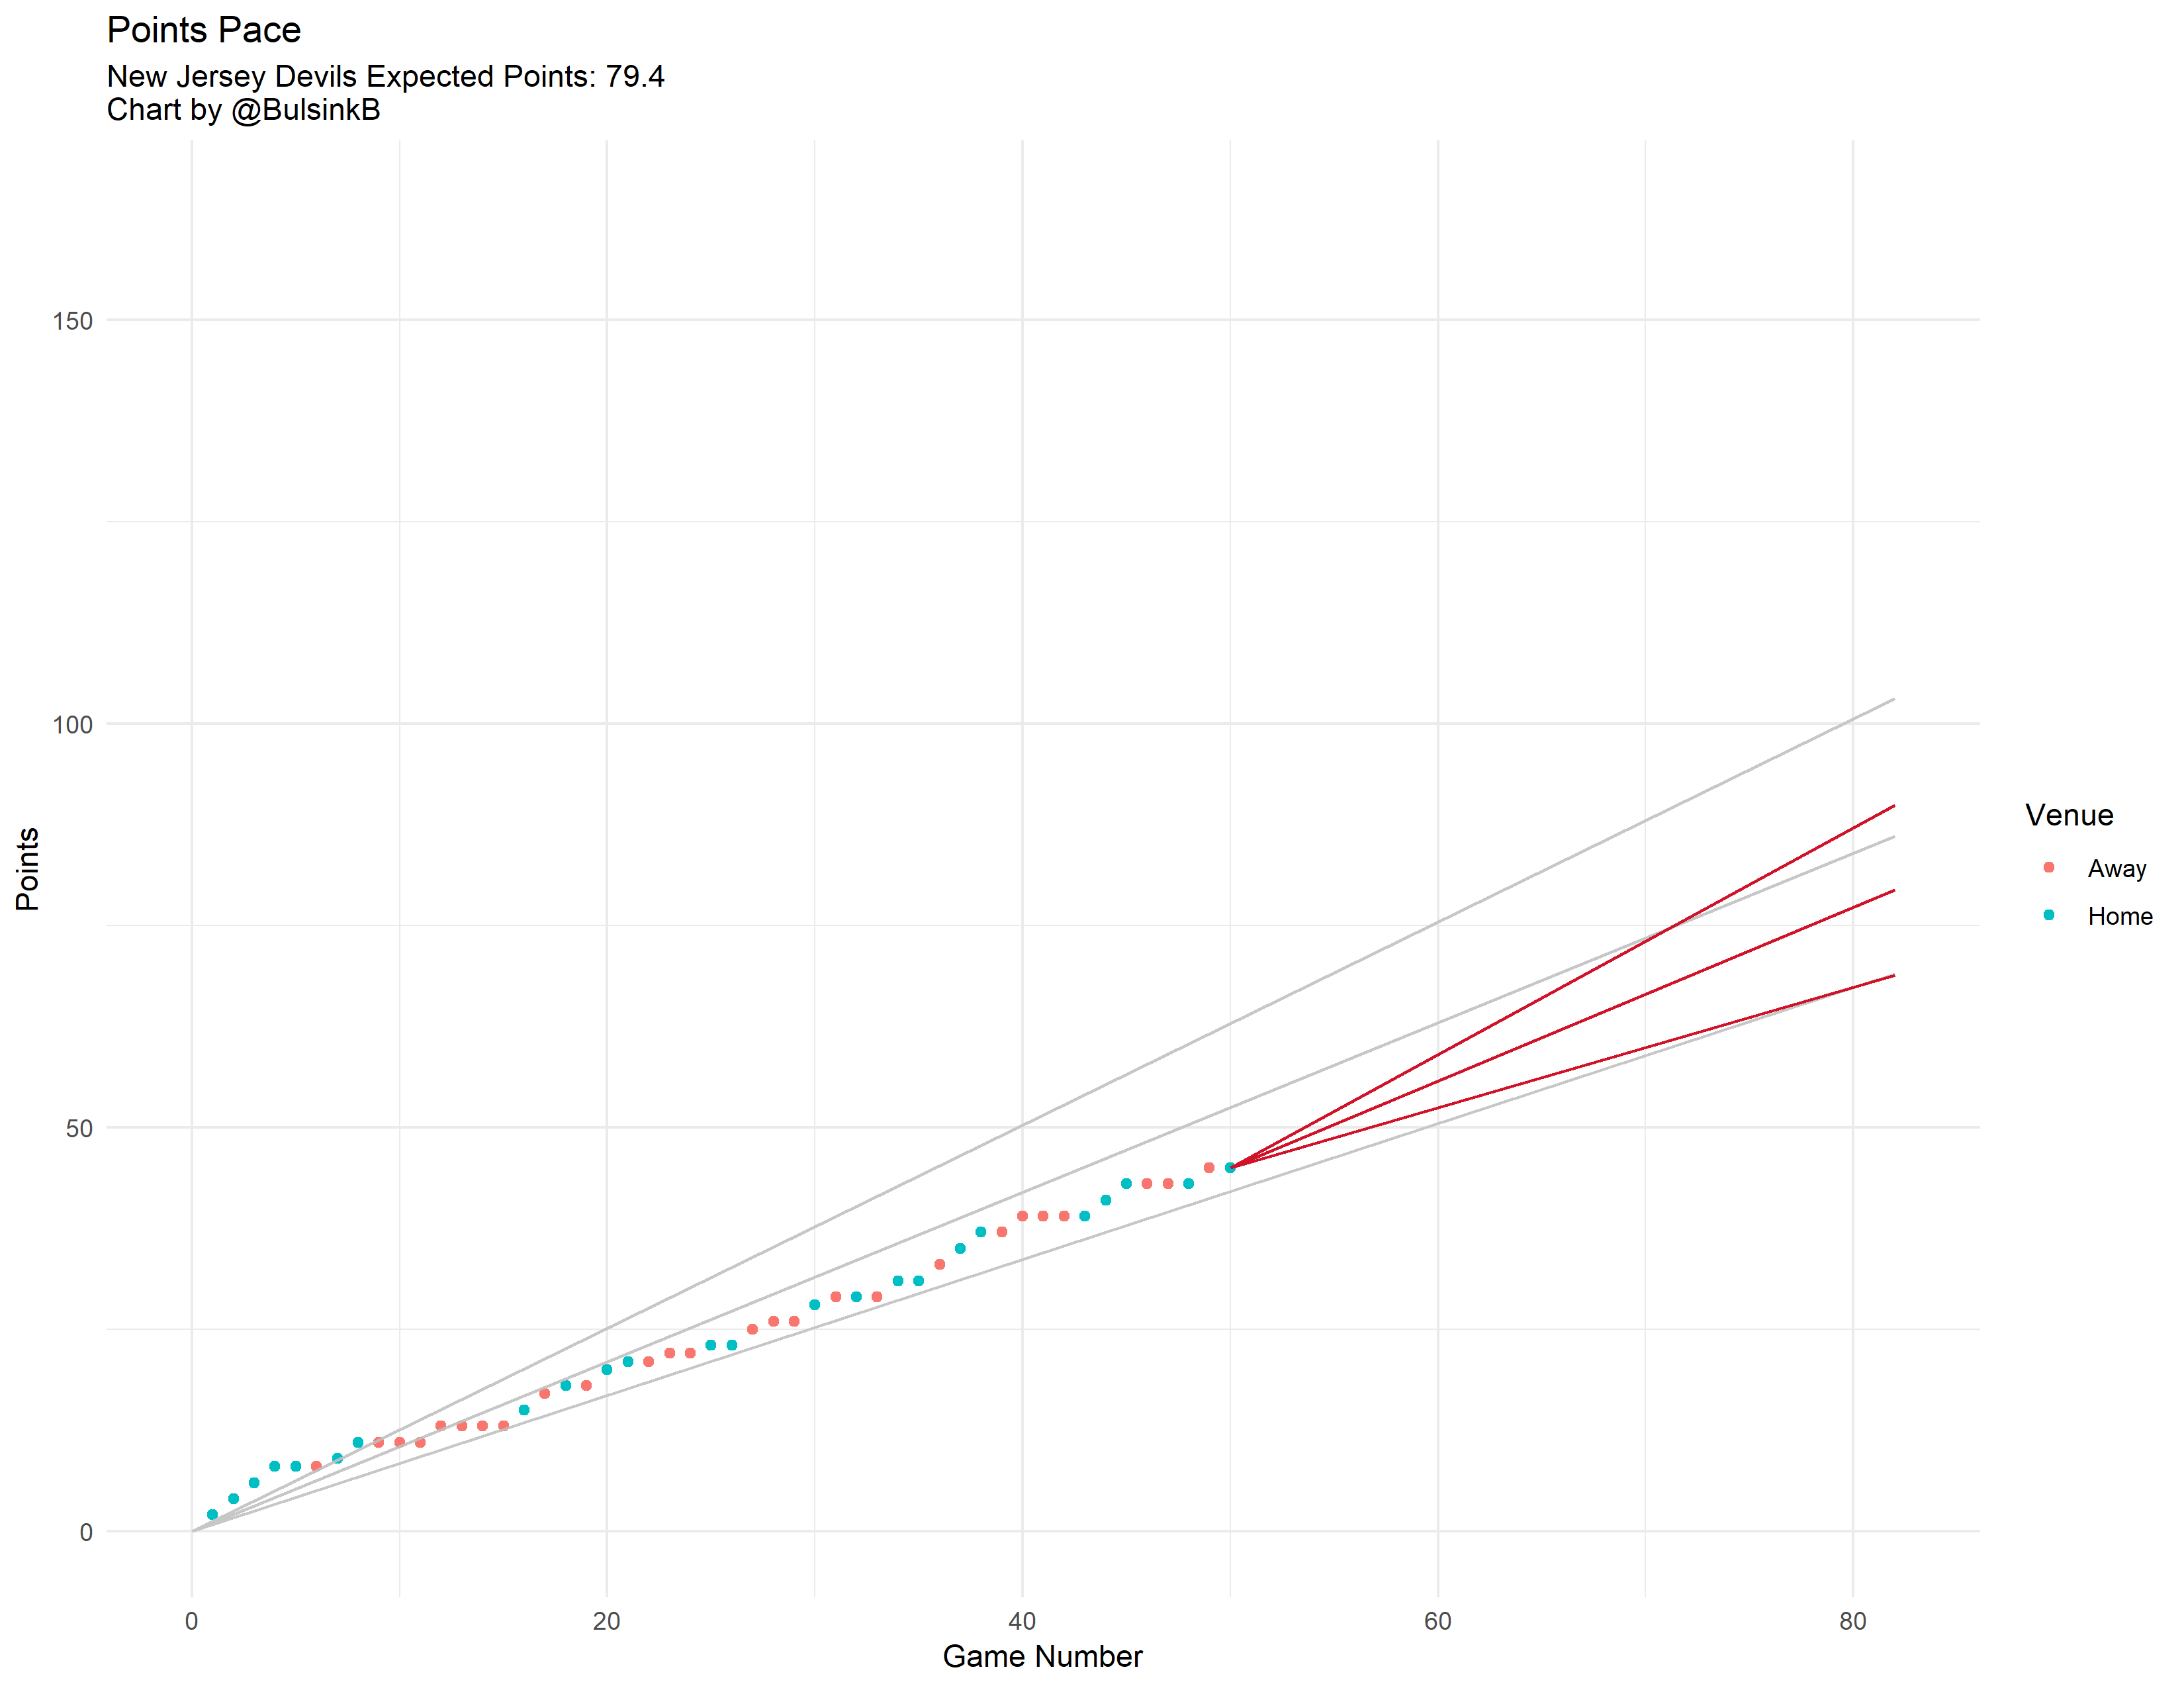 Points Pace
New Jersey Devils Expected Points: 79.4
Chart by @BulsinkB
150
100
50
0
Points
0 20 40 60 80
Game Number
Venue
Away
Home